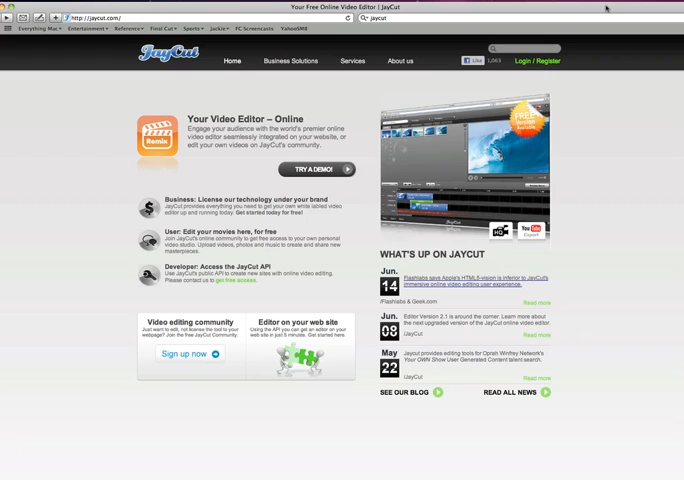 Your Free Online Video Editor | JayCut
http://jaycut.com/
jaycut
Everything Mac
Entertainment
Reference
Final Cut
Sports
Jackie
FC Screencasts
YahooSMB
JayCut
Home
Business Solutions
Services
About us
Like
Login / Register
Your Video Editor – Online
Engage your audience with the world's premier online
video editor seamlessly integrated on your website, or
edit your own videos on JayCut's community.
Remix
TRY A DEMO!
FREE
Version
Available
HQ
You Tube
Export
Business: License our technology under your brand
JayCut provides everything you need to get your own white labled video
editor up and running today. Get started today for free!
User: Edit your movies here, for free
Join JayCut's online community to get free access to your own personal
video studio. Upload videos, photos and music to create and share new
masterpieces.
Developer: Access the JayCut API
Use JayCut's public API to create new sites with online video editing.
Please contact us to get free access.
Video editing community
Just want to edit, not license the tool to your
webpage? Join the free JayCut Community.
Sign up now
Editor on your web site
Using the API you can get an editor on your
web site in just 5 minutes. Get started here.
WHAT'S UP ON JAYCUT
Jun.
14
Flashlabs says Apple's HTML5-vision is inferior to JayCut's
immersive online video editing user experience.
/Flashlabs & Geek.com
Read more
Jun.
08
Editor Version 2.1 is around the corner. Learn more about
the next upgraded version of the JayCut online video editor.
/JayCut
Read more
May
22
Jaycut provides editing tools for Oprah Winfrey Network's
Your OWN Show User Generated Content talent search.
/JayCut
Read more
SEE OUR BLOG
READ ALL NEWS